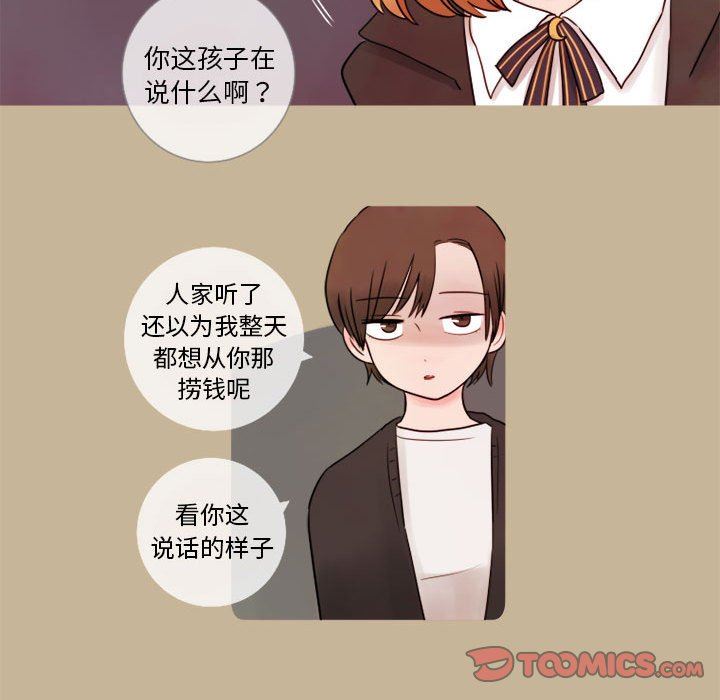 你这孩子在
说什么啊？
人家听了
还以为我整天
都想从你那
捞钱呢
看你这
说话的样子
TOOMICS.COM